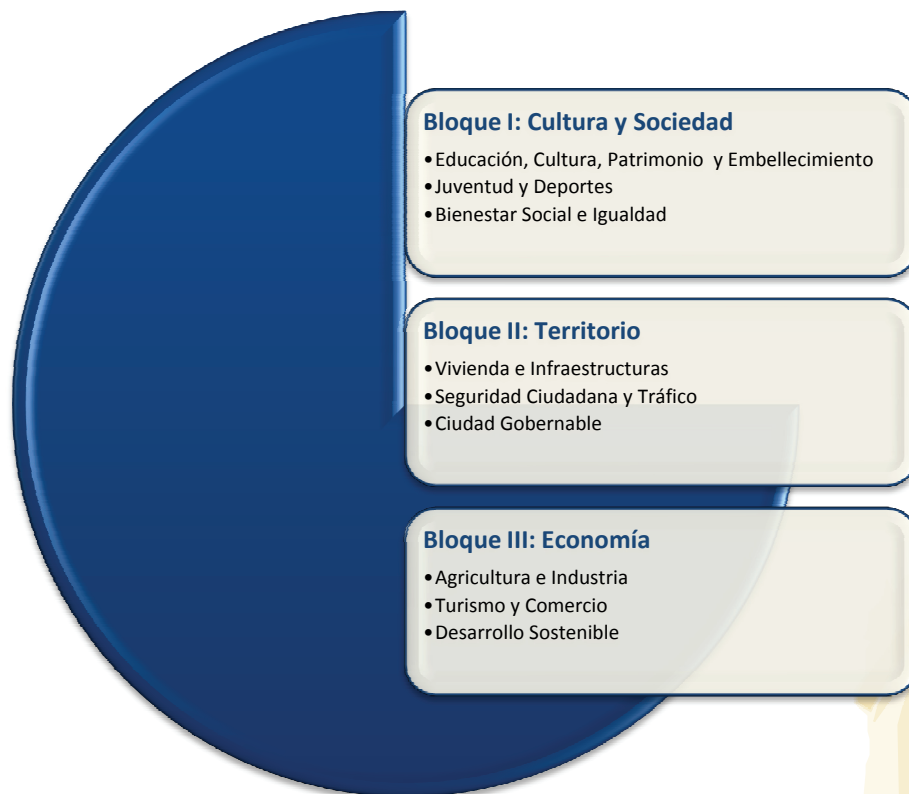 Bloque I: Cultura y Sociedad
•Educación, Cultura, Patrimonio y Embellecimiento
•Juventud y Deportes
•Bienestar Social e Igualdad
Bloque II: Territorio
•Vivienda e Infraestructuras
•Seguridad Ciudadana y Tráfico
•Ciudad Gobernable
Bloque III: Economía
•Agricultura e Industria
•Turismo y Comercio
•Desarrollo Sostenible